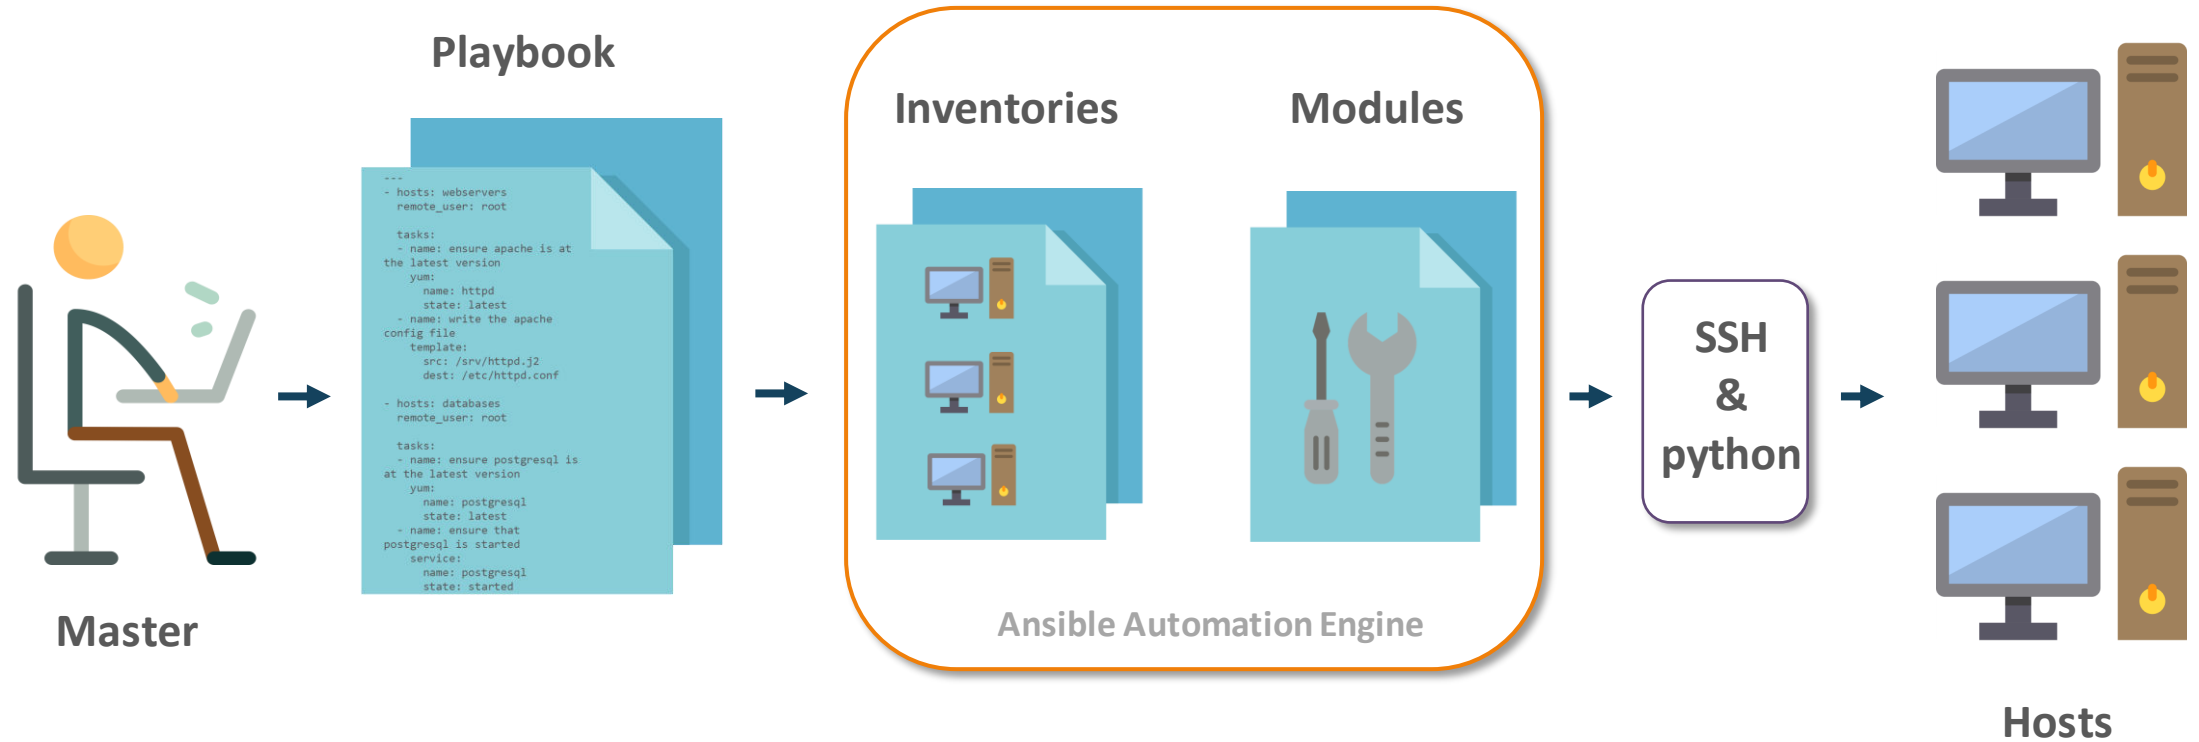 Playbook
---
- hosts: webservers
  remote_user: root
  tasks:
  - name: ensure apache is at
the latest version
    yum:
      name: httpd
      state: latest
  - name: write the apache
config file
    template:
      src: /srv/httpd.j2
      dest: /etc/httpd.conf
- hosts: databases
  remote_user: root
  tasks:
  - name: ensure postgresql is
at the latest version
    yum:
      name: postgresql
      state: latest
  - name: ensure that
postgresql is started
    service:
      name: postgresql
      state: started
Master
Inventories
Modules
Ansible Automation Engine
SSH
&
python
Hosts